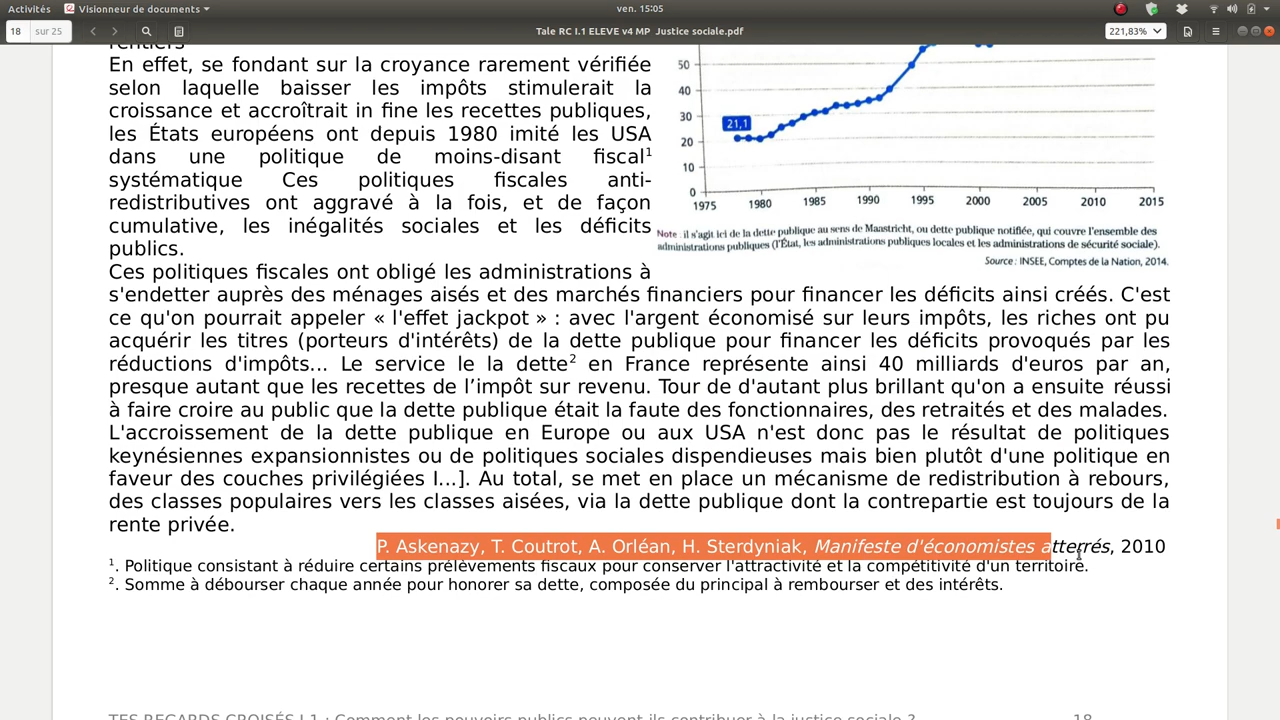 Activités Visionneur de documents ven. 15:05
18 sur 25 Tale RC I.1 ELEVE v4 MP Justice sociale.pdf 221,83%
rentiers
En effet, se fondant sur la croyance rarement vérifiée
selon laquelle baisser les impôts stimulerait la
croissance et accroîtrait in fine les recettes publiques,
les États européens ont depuis 1980 imité les USA
dans une politique de moins-disant fiscal¹
systématique Ces politiques fiscales anti-
redistributives ont aggravé à la fois, et de façon
cumulative, les inégalités sociales et les déficits
publics.
50
40
30
21,1
20
10
0
1975 1980 1985 1990 1995 2000 2005 2010 2015
Note : il s'agit ici de la dette publique au sens de Maastricht, ou dette publique notifiée, qui couvre l'ensemble des
administrations publiques (l'État, les administrations publiques locales et les administrations de sécurité sociale).
Source : INSEE, Comptes de la Nation, 2014.
Ces politiques fiscales ont obligé les administrations à
s'endetter auprès des ménages aisés et des marchés financiers pour financer les déficits ainsi créés. C'est
ce qu'on pourrait appeler « l'effet jackpot » : avec l'argent économisé sur leurs impôts, les riches ont pu
acquérir les titres (porteurs d'intérêts) de la dette publique pour financer les déficits provoqués par les
réductions d'impôts... Le service le la dette² en France représente ainsi 40 milliards d'euros par an,
presque autant que les recettes de l’impôt sur revenu. Tour de d'autant plus brillant qu'on a ensuite réussi
à faire croire au public que la dette publique était la faute des fonctionnaires, des retraités et des malades.
L'accroissement de la dette publique en Europe ou aux USA n'est donc pas le résultat de politiques
keynésiennes expansionnistes ou de politiques sociales dispendieuses mais bien plutôt d'une politique en
faveur des couches privilégiées I...]. Au total, se met en place un mécanisme de redistribution à rebours,
des classes populaires vers les classes aisées, via la dette publique dont la contrepartie est toujours de la
rente privée.
P. Askenazy, T. Coutrot, A. Orléan, H. Sterdyniak, Manifeste d'économistes atterrés, 2010
¹. Politique consistant à réduire certains prélèvements fiscaux pour conserver l'attractivité et la compétitivité d'un territoire.
². Somme à débourser chaque année pour honorer sa dette, composée du principal à rembourser et des intérêts.
TES REGARDS CROISÉS I.1 : Comment les pouvoirs publics peuvent-ils contribuer à la justice sociale ? 18